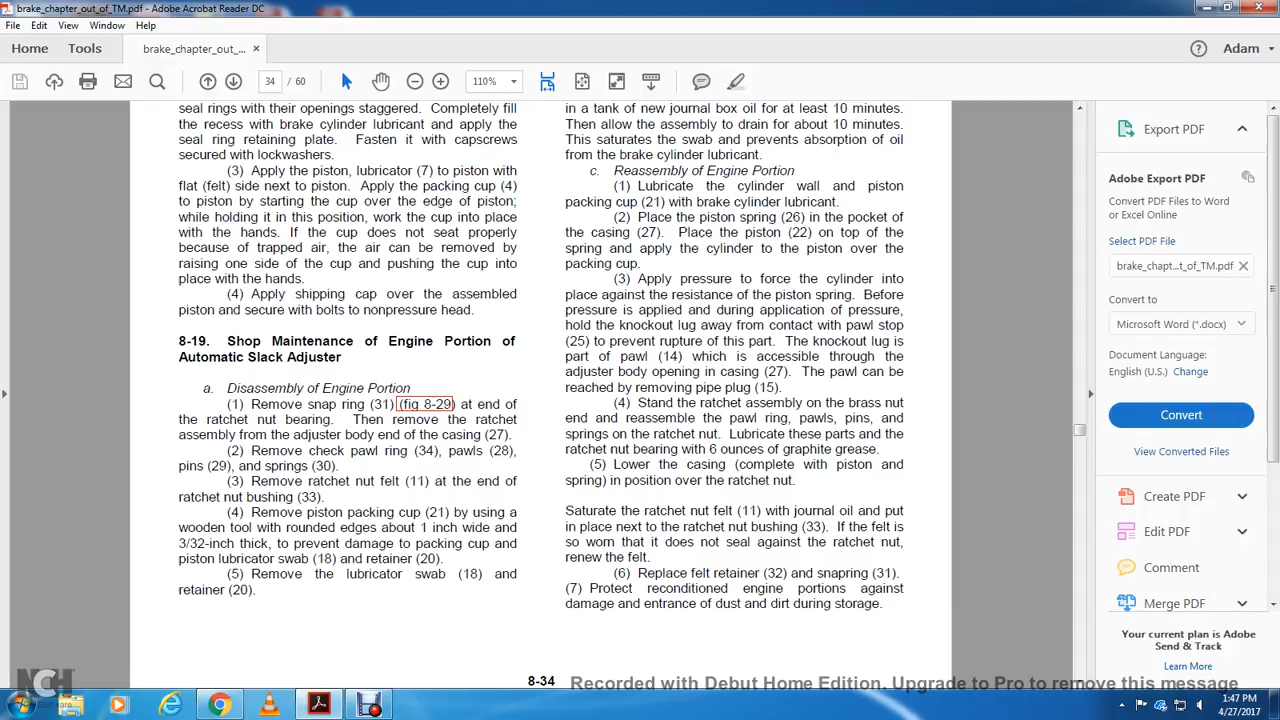 brake_chapter_out_of_TM.pdf - Adobe Acrobat Reader DC
File Edit View Window Help
Home Tools brake_chapter_out_... × Adam
34 / 60 110%
seal rings with their openings staggered. Completely fill
the recess with brake cylinder lubricant and apply the
seal ring retaining plate. Fasten it with capscrews
secured with lockwashers.
(3) Apply the piston, lubricator (7) to piston with
flat (felt) side next to piston. Apply the packing cup (4)
to piston by starting the cup over the edge of piston;
while holding it in this position, work the cup into place
with the hands. If the cup does not seat properly
because of trapped air, the air can be removed by
raising one side of the cup and pushing the cup into
place with the hands.
(4) Apply shipping cap over the assembled
piston and secure with bolts to nonpressure head.
8-19. Shop Maintenance of Engine Portion of
Automatic Slack Adjuster
a. Disassembly of Engine Portion
(1) Remove snap ring (31) (fig 8-29) at end of
the ratchet nut bearing. Then remove the ratchet
assembly from the adjuster body end of the casing (27).
(2) Remove check pawl ring (34), pawls (28),
pins (29), and springs (30).
(3) Remove ratchet nut felt (11) at the end of
ratchet nut bushing (33).
(4) Remove piston packing cup (21) by using a
wooden tool with rounded edges about 1 inch wide and
3/32-inch thick, to prevent damage to packing cup and
piston lubricator swab (18) and retainer (20).
(5) Remove the lubricator swab (18) and
retainer (20).
in a tank of new journal box oil for at least 10 minutes.
Then allow the assembly to drain for about 10 minutes.
This saturates the swab and prevents absorption of oil
from the brake cylinder lubricant.
c. Reassembly of Engine Portion
(1) Lubricate the cylinder wall and piston
packing cup (21) with brake cylinder lubricant.
(2) Place the piston spring (26) in the pocket of
the casing (27). Place the piston (22) on top of the
spring and apply the cylinder to the piston over the
packing cup.
(3) Apply pressure to force the cylinder into
place against the resistance of the piston spring. Before
pressure is applied and during application of pressure,
hold the knockout lug away from contact with pawl stop
(25) to prevent rupture of this part. The knockout lug is
part of pawl (14) which is accessible through the
adjuster body opening in casing (27). The pawl can be
reached by removing pipe plug (15).
(4) Stand the ratchet assembly on the brass nut
end and reassemble the pawl ring, pawls, pins, and
springs on the ratchet nut. Lubricate these parts and the
ratchet nut bearing with 6 ounces of graphite grease.
(5) Lower the casing (complete with piston and
spring) in position over the ratchet nut.
Saturate the ratchet nut felt (11) with journal oil and put
in place next to the ratchet nut bushing (33). If the felt is
so worn that it does not seal against the ratchet nut,
renew the felt.
(6) Replace felt retainer (32) and snapring (31).
(7) Protect reconditioned engine portions against
damage and entrance of dust and dirt during storage.
8-34
Export PDF
Adobe Export PDF
Convert PDF Files to Word
or Excel Online
Select PDF File
brake_chapt...t_of_TM.pdf
Convert to
Microsoft Word (*.docx)
Document Language:
English (U.S.) Change
Convert
View Converted Files
Create PDF
Edit PDF
Comment
Merge PDF
Your current plan is Adobe
Send & Track
Learn More
Recorded with Debut Home Edition. Upgrade to Pro to remove this message
NCH
Software
1:47 PM
4/27/2017